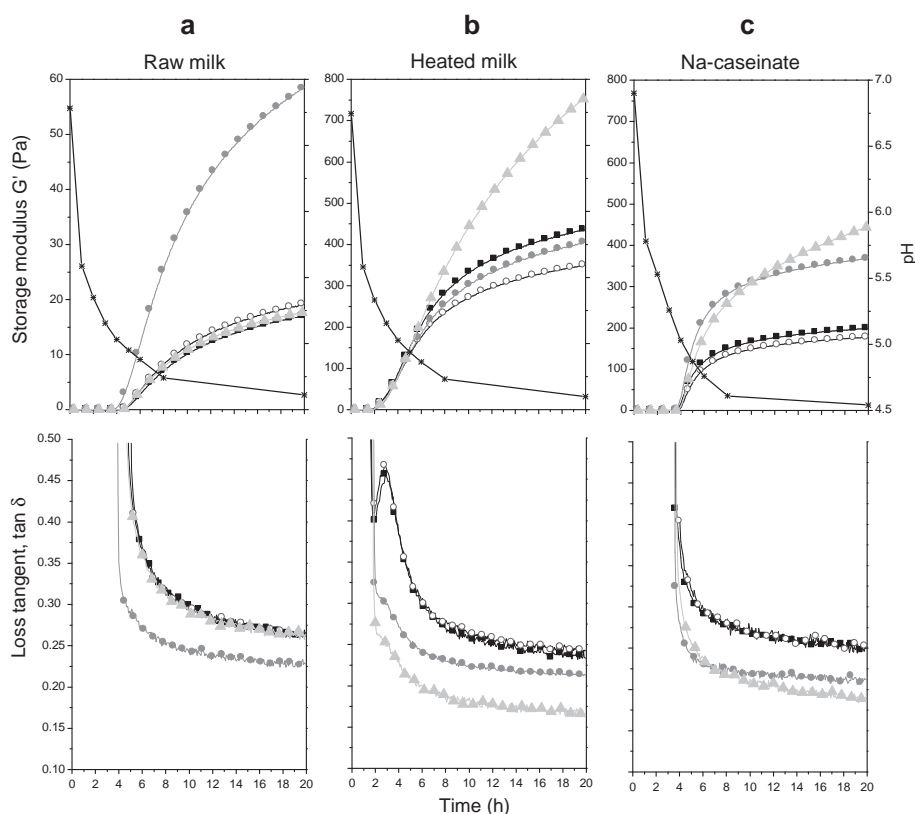 a b c
Raw milk Heated milk Na-caseinate
60 800 800 7.0
50 700 700 6.5
40 600 600 6.0
500 500
30 400 400 5.5
20 300 300
200 200 5.0
10 100 100
0 0 0 4.5
Storage modulus G' (Pa)
pH
0.50
0.45
0.40
0.35
0.30
0.25
0.20
0.15
0.10
Loss tangent, tan δ
0 2 4 6 8 10 12 14 16 18 20 0 2 4 6 8 10 12 14 16 18 20 0 2 4 6 8 10 12 14 16 18 20
Time (h)